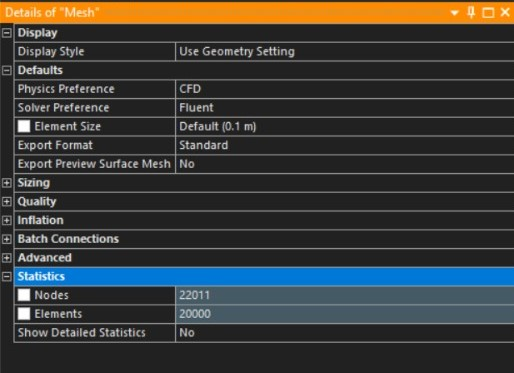 Details of "Mesh"
Display
Display Style Use Geometry Setting
Defaults
Physics Preference CFD
Solver Preference Fluent
Element Size Default (0.1 m)
Export Format Standard
Export Preview Surface Mesh No
Sizing
Quality
Inflation
Batch Connections
Advanced
Statistics
Nodes 22011
Elements 20000
Show Detailed Statistics No